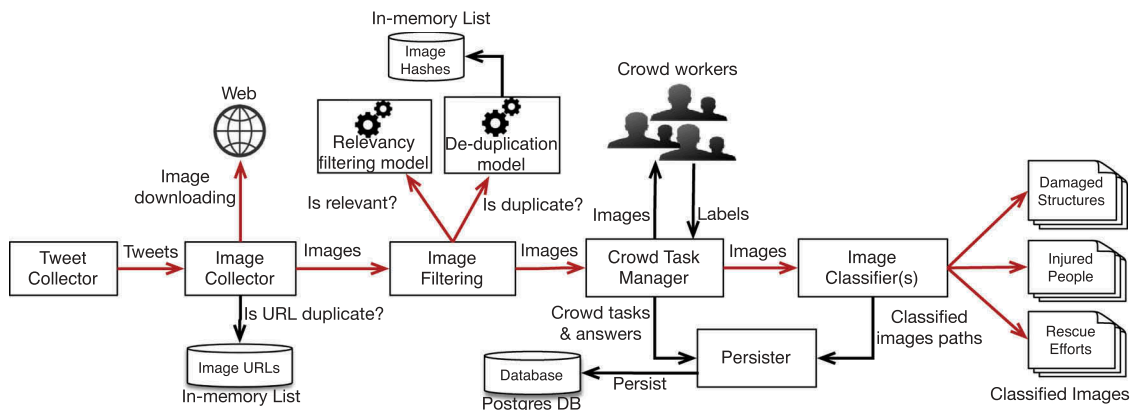 In-memory List
Image
Hashes
Crowd workers
Web
Relevancy
filtering model
De-duplication
model
Image
downloading
Is relevant?
Is duplicate?
Images
Labels
Damaged
Structures
Tweet
Collector
Tweets
Image
Collector
Images
Image
Filtering
Images
Crowd Task
Manager
Images
Image
Classifier(s)
Injured
People
Is URL duplicate?
Crowd tasks
& answers
Classified
images paths
Rescue
Efforts
Image URLs
In-memory List
Database
Postgres DB
Persist
Persister
Classified Images